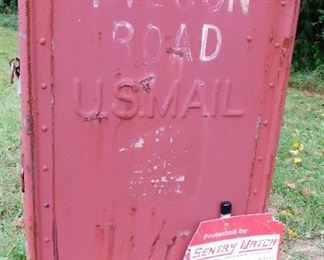 ROAD
U.S.MAIL
Protected by:
SENTRY WATCH